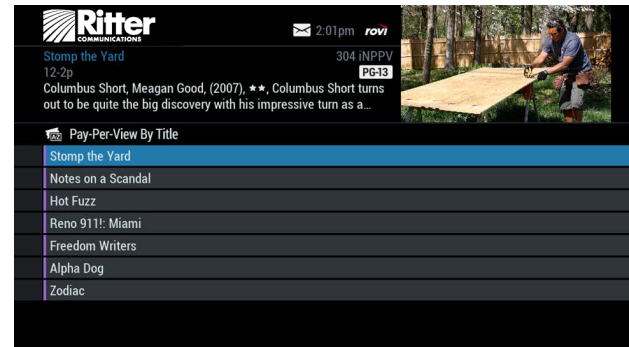 Ritter
COMMUNICATIONS
2:01pm rovi
Stomp the Yard 304 iNPPV
12-2p PG-13
Columbus Short, Meagan Good, (2007), ★★, Columbus Short turns
out to be quite the big discovery with his impressive turn as a...
AZ Pay-Per-View By Title
Stomp the Yard
Notes on a Scandal
Hot Fuzz
Reno 911!: Miami
Freedom Writers
Alpha Dog
Zodiac